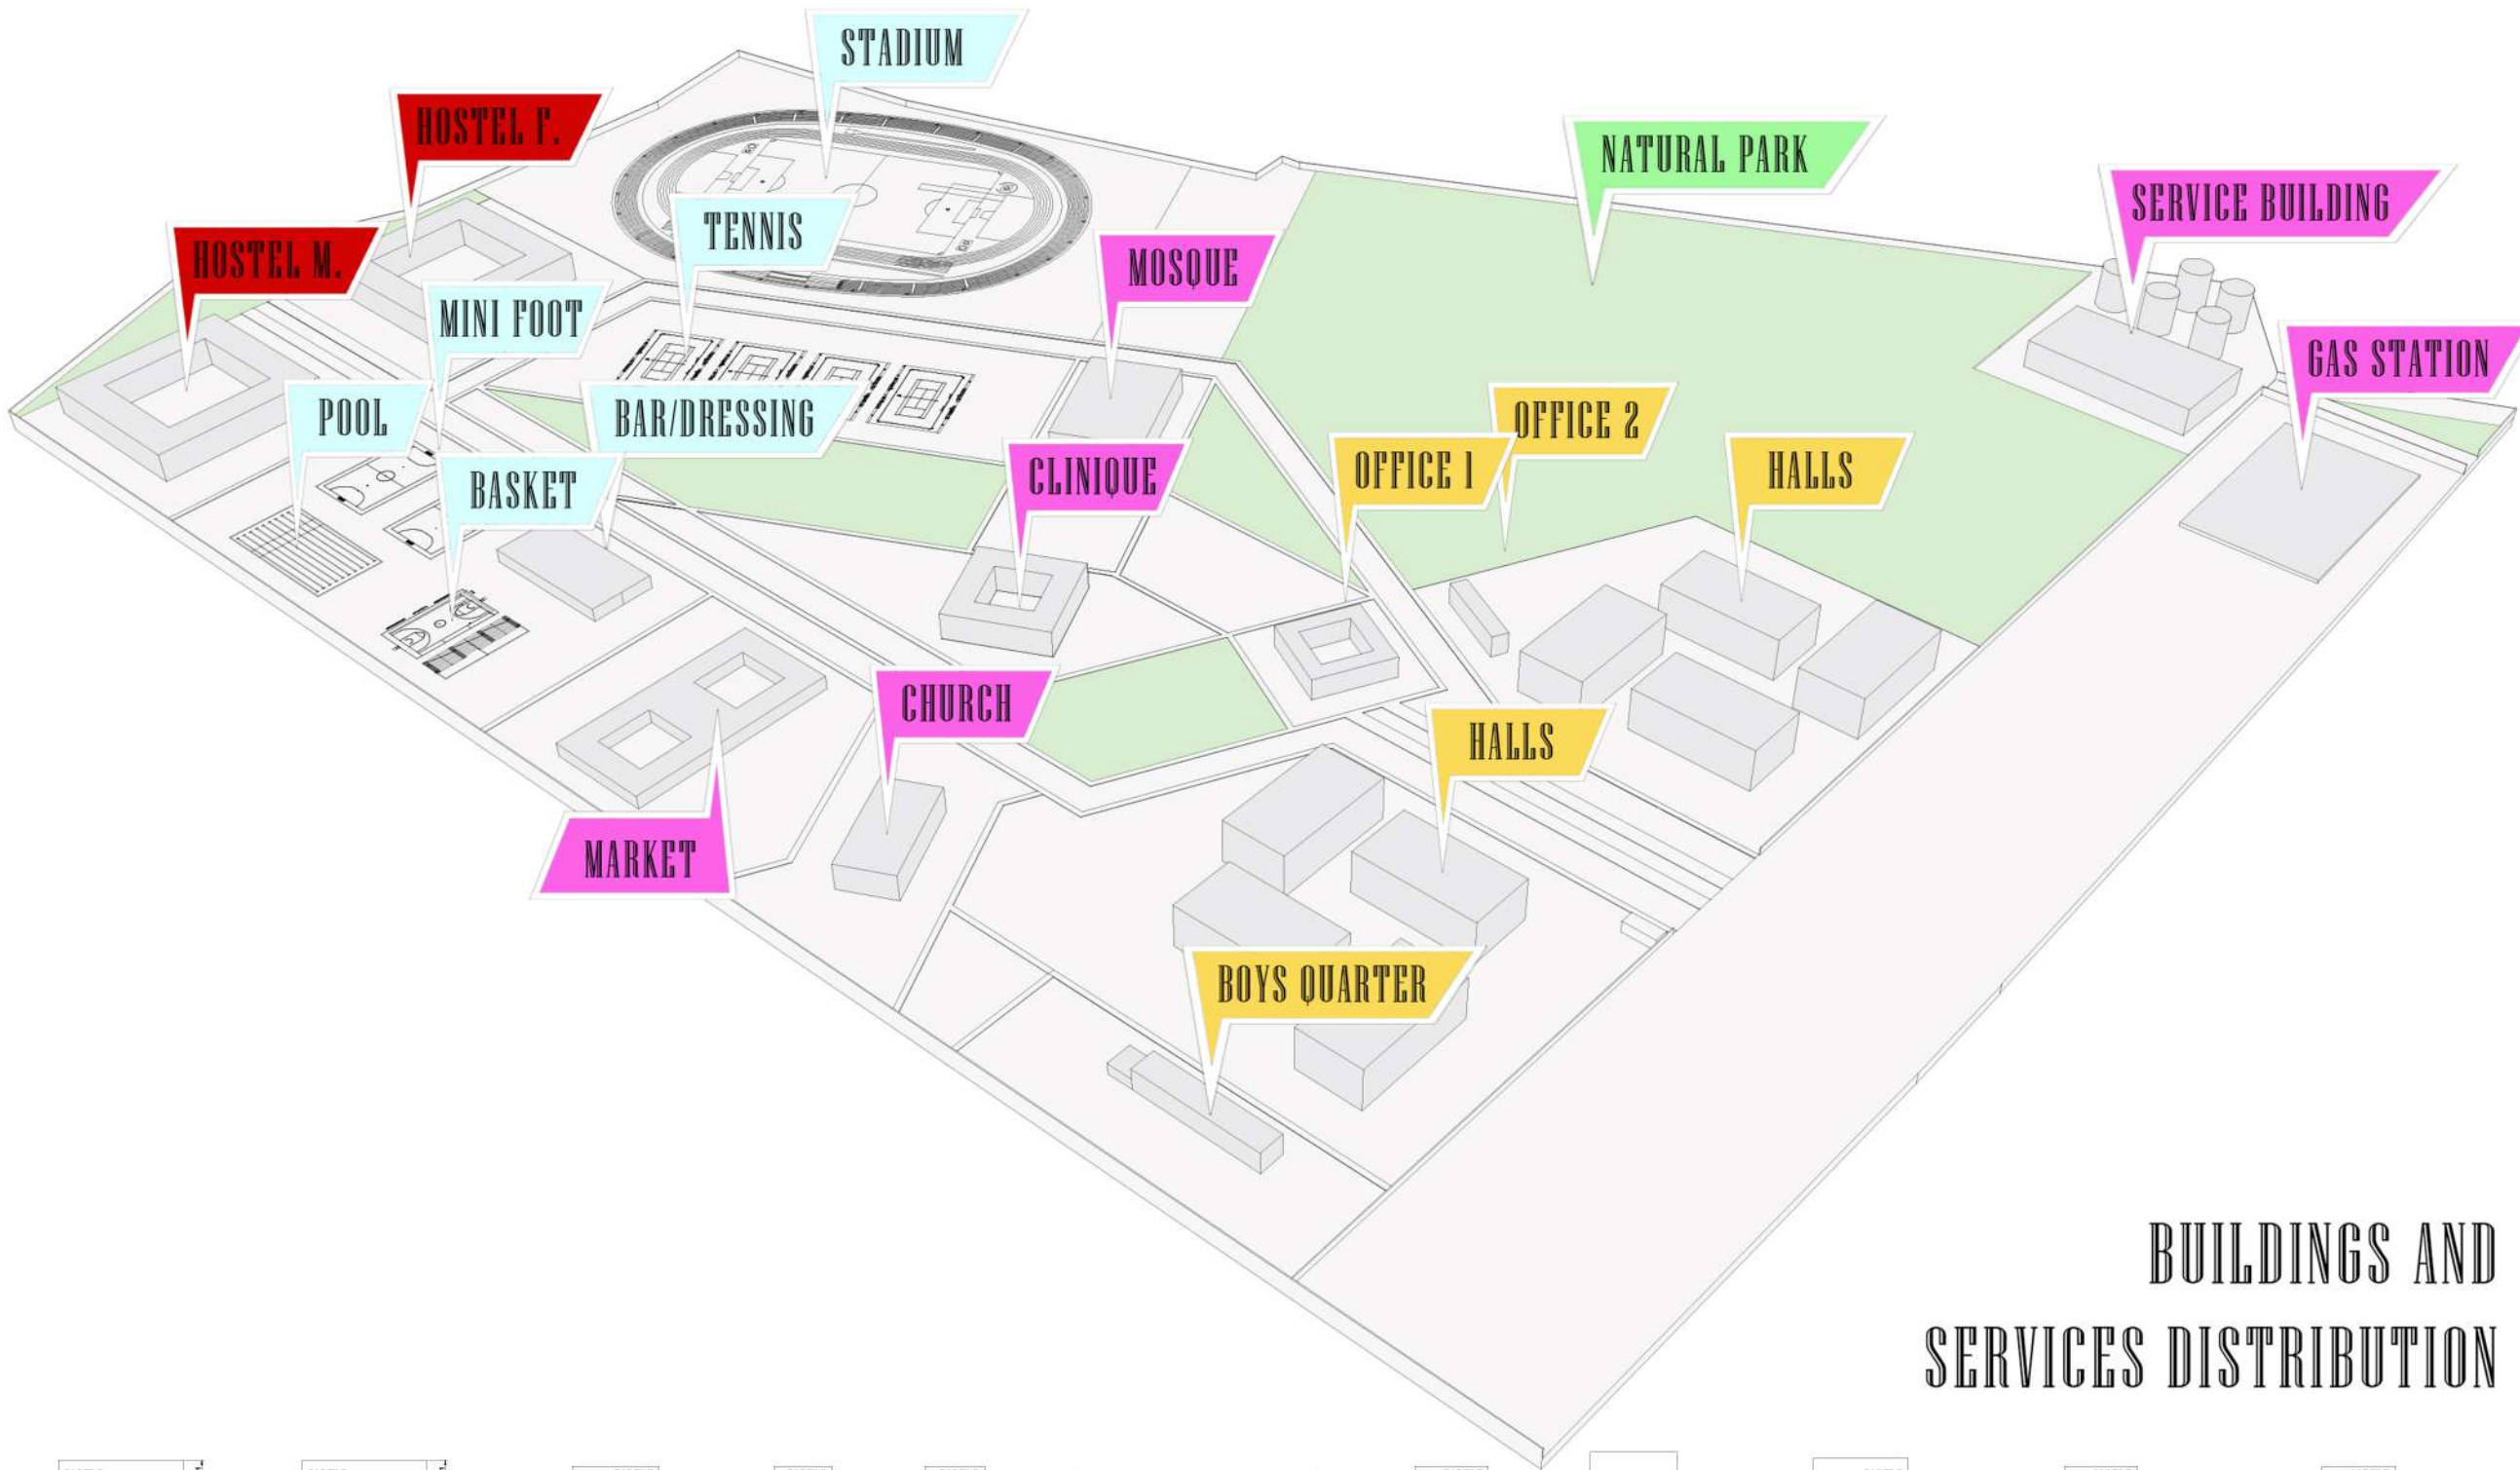 STADIUM
HOSTEL F.
NATURAL PARK
SERVICE BUILDING
TENNIS
HOSTEL M.
MOSQUE
MINI FOOT
GAS STATION
POOL
BAR/DRESSING
OFFICE 2
OFFICE 1
HALLS
CLINIQUE
BASKET
CHURCH
HALLS
MARKET
BOYS QUARTER
BUILDINGS AND
SERVICES DISTRIBUTION